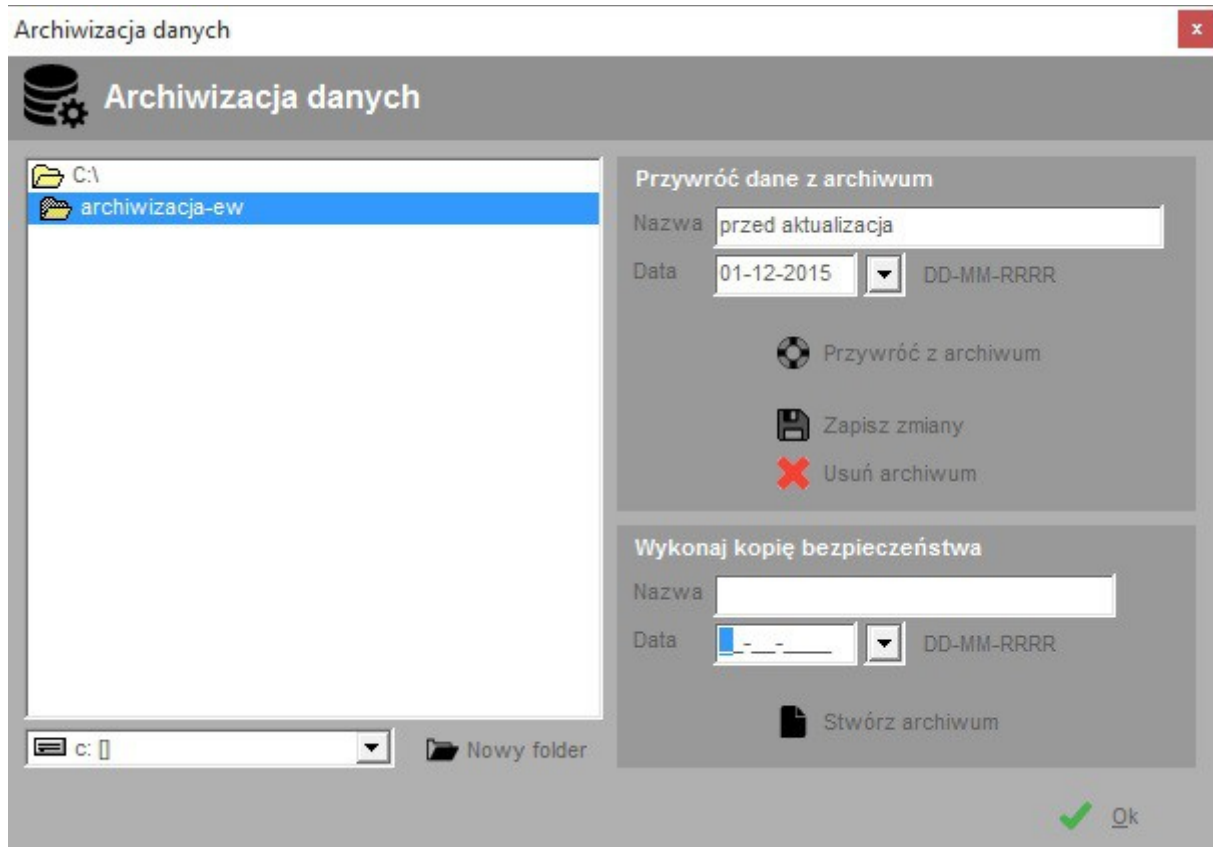 Archiwizacja danych
x
Archiwizacja danych
C:\
archiwizacja-ew
c: []
Nowy folder
Przywróć dane z archiwum
Nazwa przed aktualizacja
Data 01-12-2015 DD-MM-RRRR
Przywróć z archiwum
Zapisz zmiany
Usuń archiwum
Wykonaj kopię bezpieczeństwa
Nazwa
Data __-__-____ DD-MM-RRRR
Stwórz archiwum
Ok